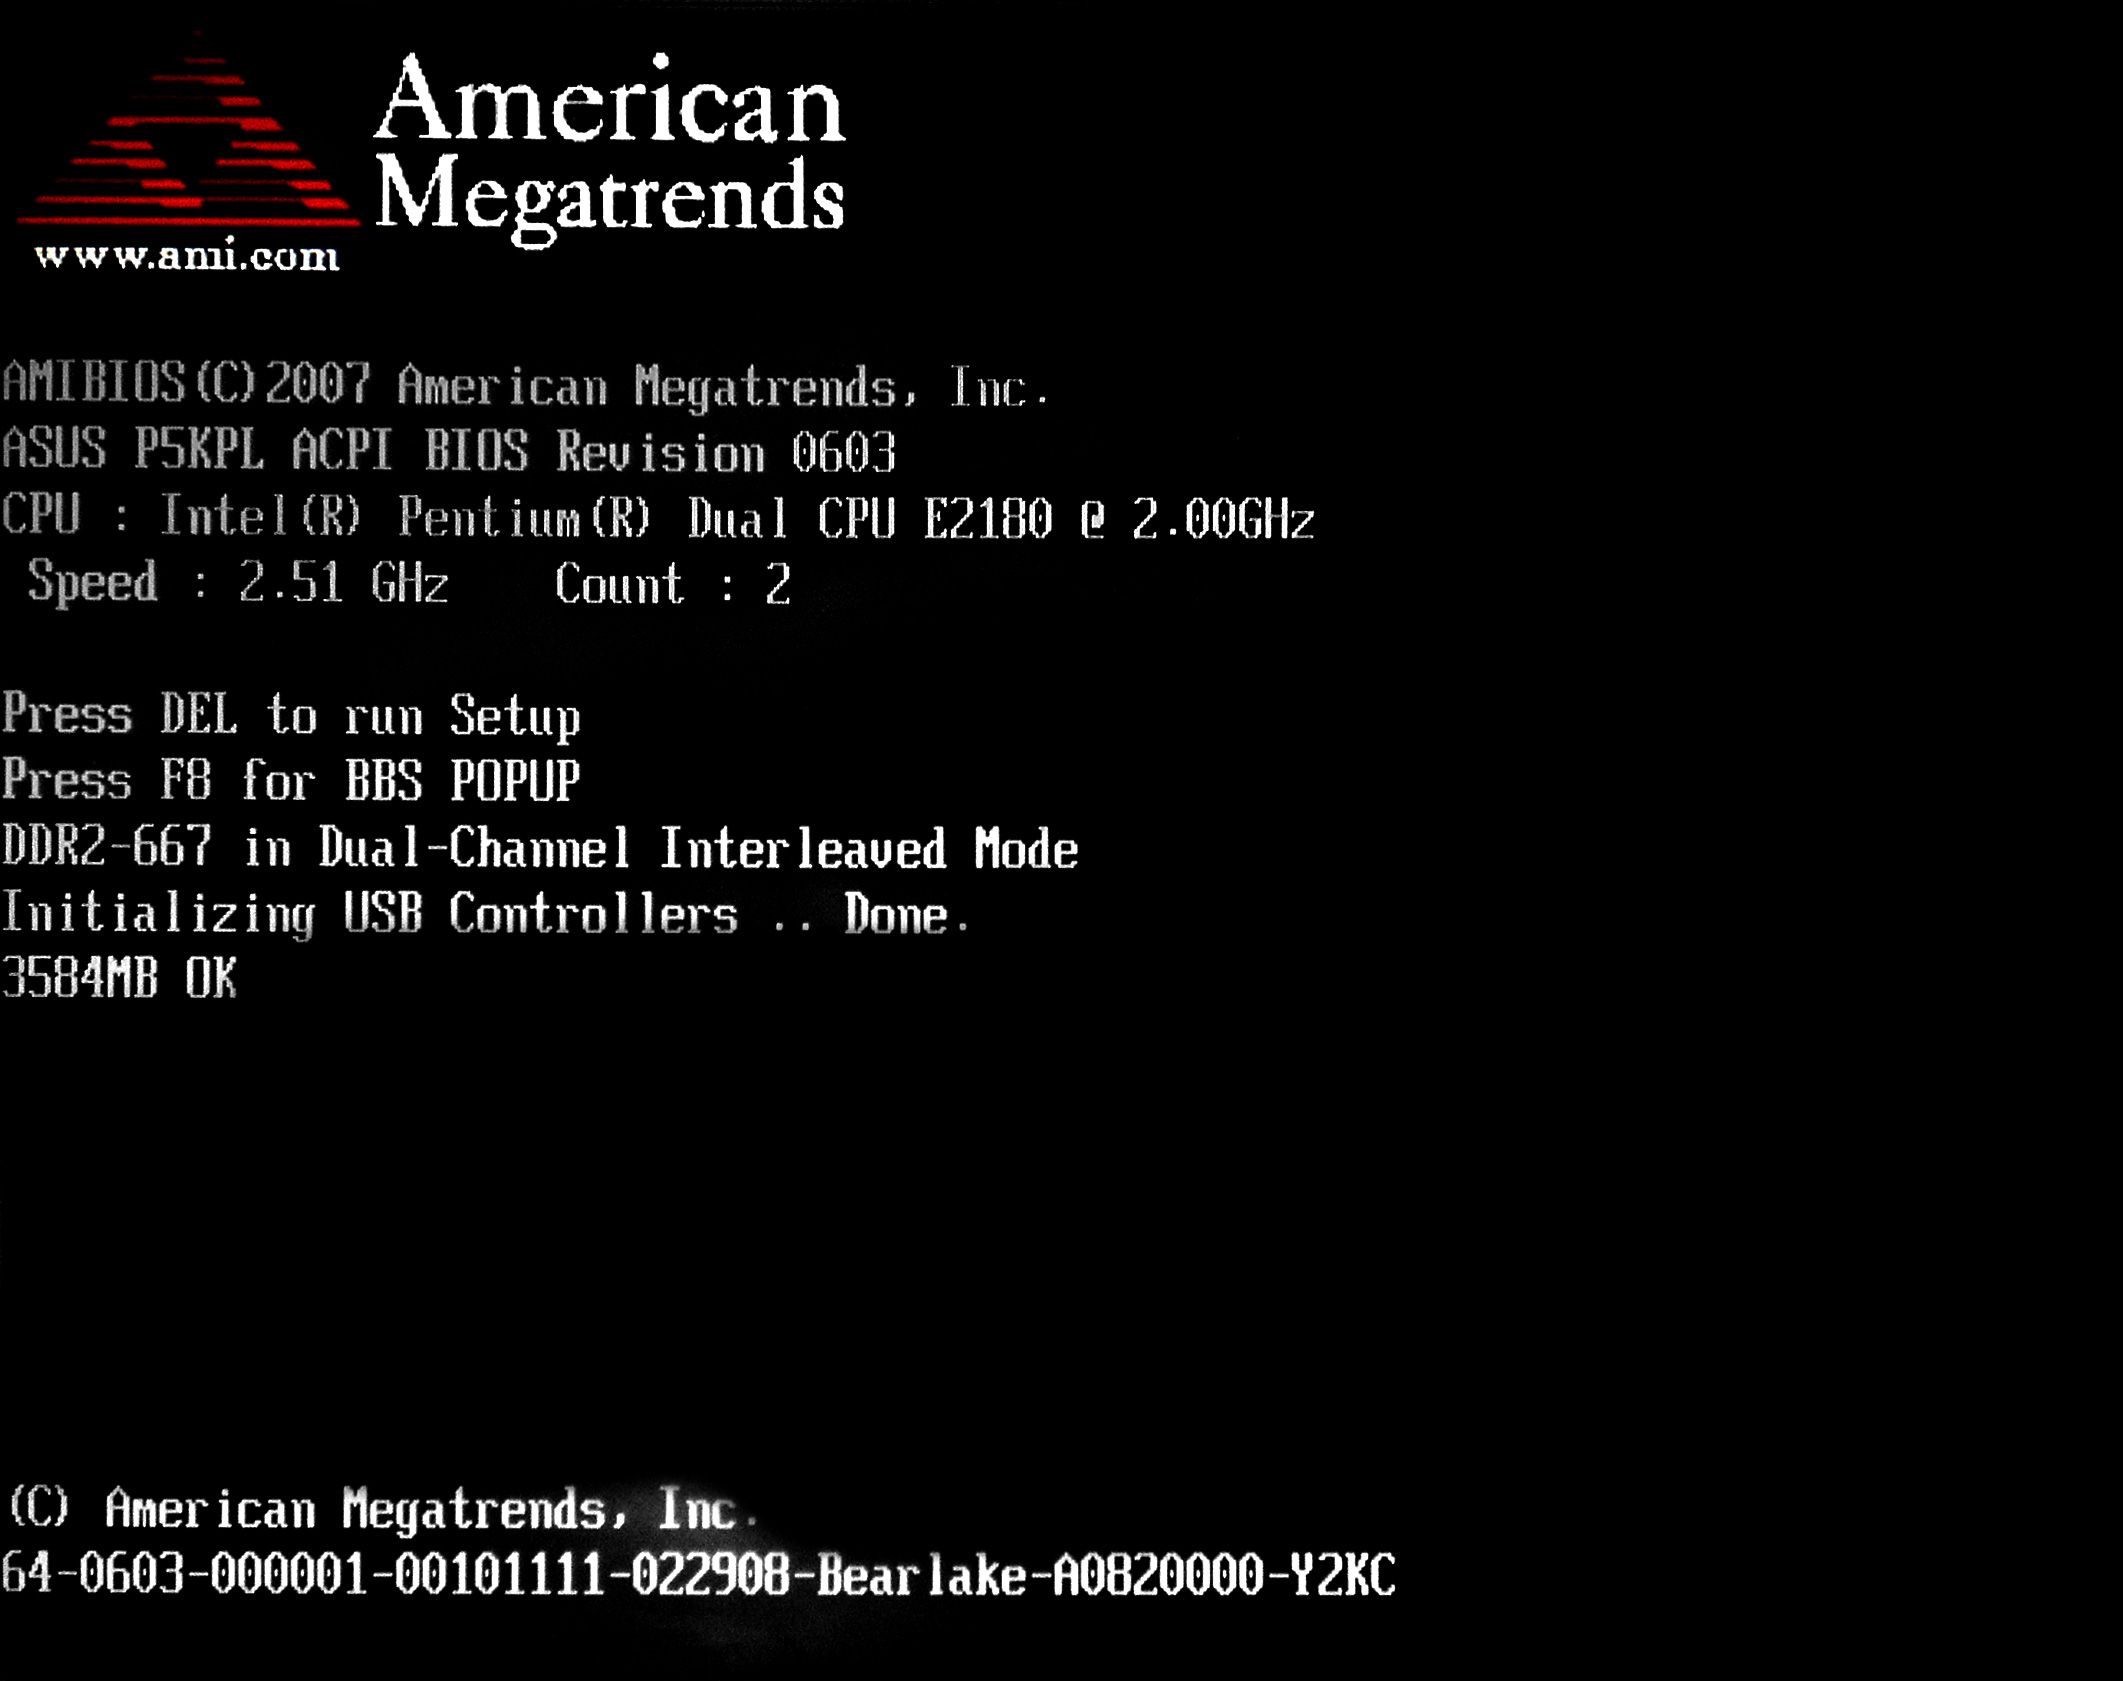 American
Megatrends
www.ami.com
AMIBIOS(C)2007 American Megatrends, Inc.
ASUS P5KPL ACPI BIOS Revision 0603
CPU : Intel(R) Pentium(R) Dual CPU E2180 @ 2.00GHz
Speed : 2.51 GHz    Count : 2
Press DEL to run Setup
Press F8 for BBS POPUP
DDR2-667 in Dual-Channel Interleaved Mode
Initializing USB Controllers .. Done.
3584MB OK
(C) American Megatrends, Inc.
64-0603-000001-00101111-022908-Bearlake-A0820000-Y2KC